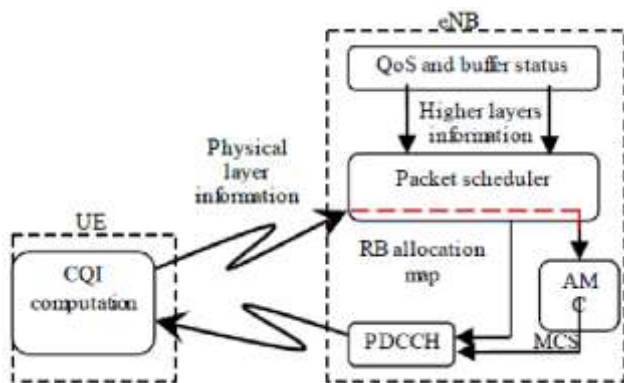 eNB
QoS and buffer status
Higher layers
information
Physical
layer
information
Packet scheduler
UE
CQI
computation
RB allocation
map
AM
C
PDCCH
MCS